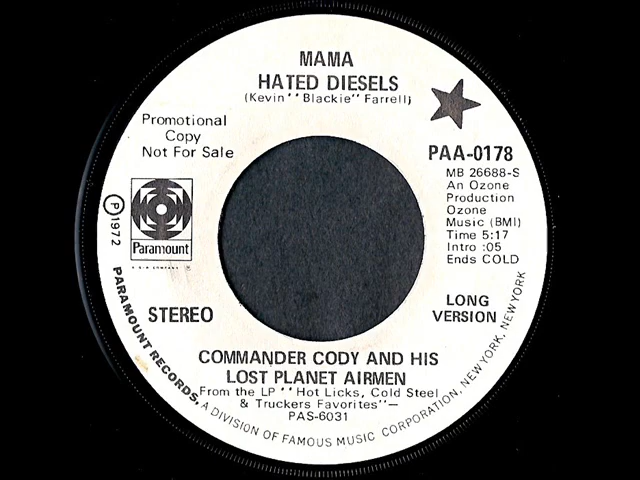 MAMA
HATED DIESELS
(Kevin ''Blackie'' Farrell)
Promotional
Copy
Not For Sale
PAA-0178
MB 26688-S
An Ozone
Production
Ozone
Music (BMI)
Time 5:17
Intro :05
Ends COLD
Ⓟ 1972
Paramount
STEREO
LONG
VERSION
COMMANDER CODY AND HIS
LOST PLANET AIRMEN
From the LP ''Hot Licks, Cold Steel
& Truckers Favorites''—
PAS-6031
PARAMOUNT RECORDS, A DIVISION OF FAMOUS MUSIC CORPORATION, NEW YORK, NEW YORK